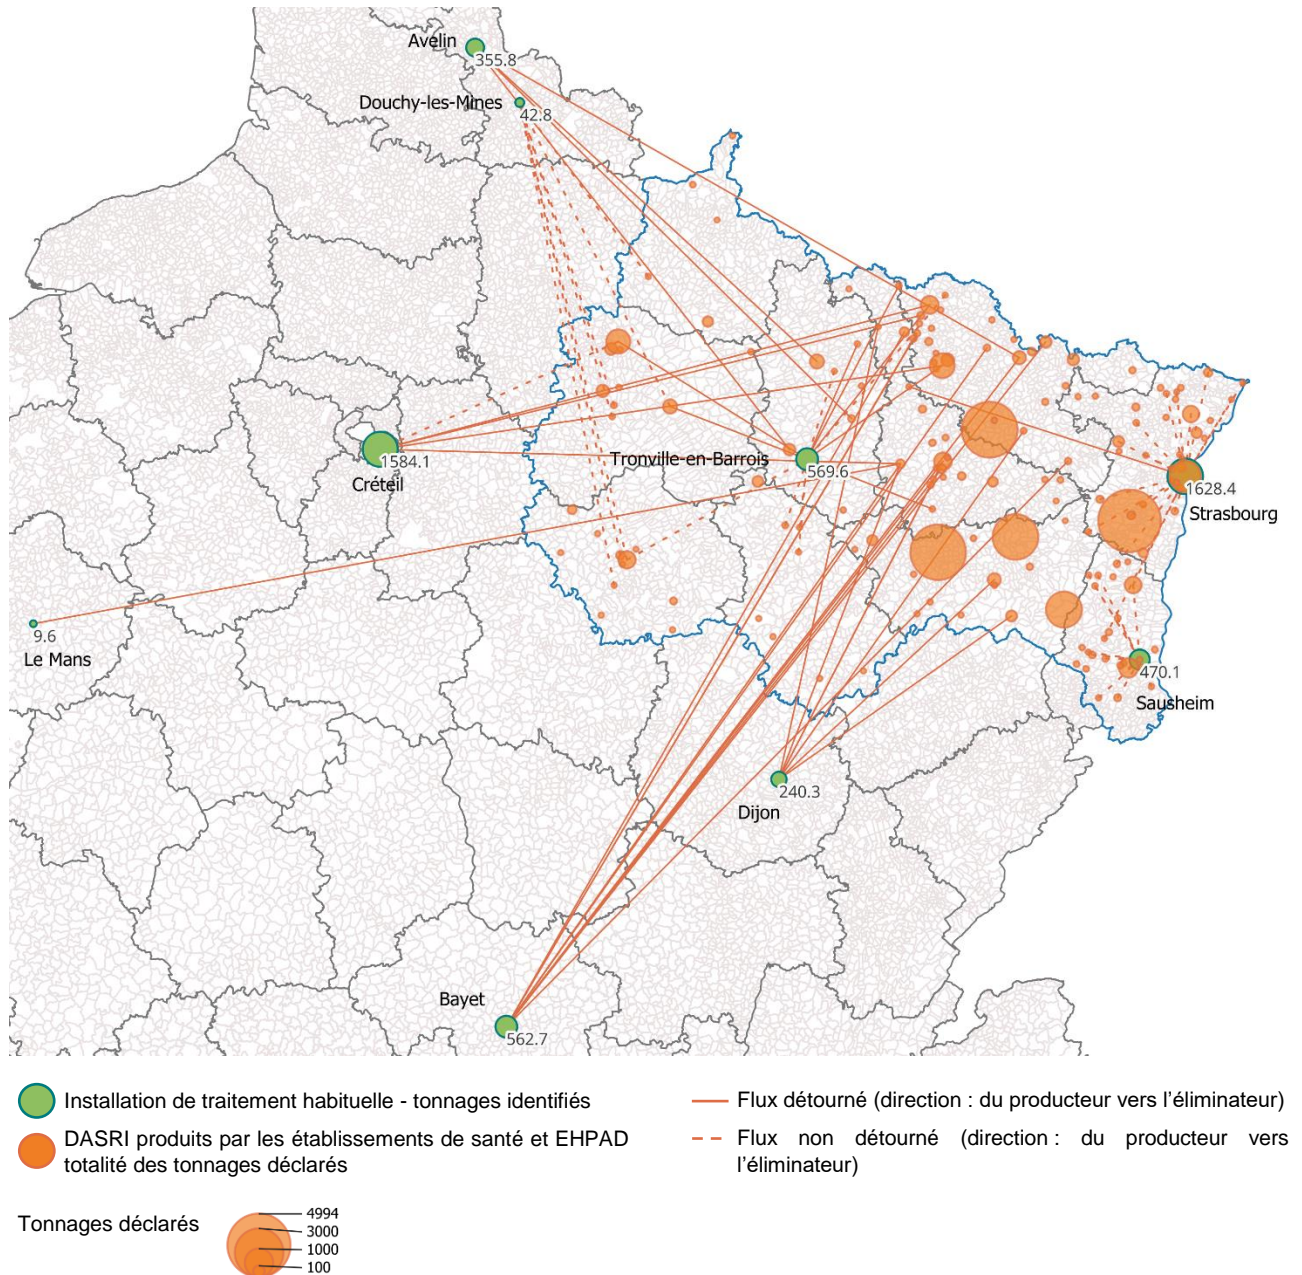 Avelin
355.8
Douchy-les-Mines
42.8
Tronville-en-Barrois
569.6
1584.1
Créteil
1628.4
Strasbourg
9.6
Le Mans
470.1
Sausheim
240.3
Dijon
Bayet
562.7
Installation de traitement habituelle - tonnages identifiés
DASRI produits par les établissements de santé et EHPAD
totalité des tonnages déclarés
Flux détourné (direction : du producteur vers l’éliminateur)
Flux non détourné (direction : du producteur vers
l’éliminateur)
Tonnages déclarés
4994
3000
1000
100